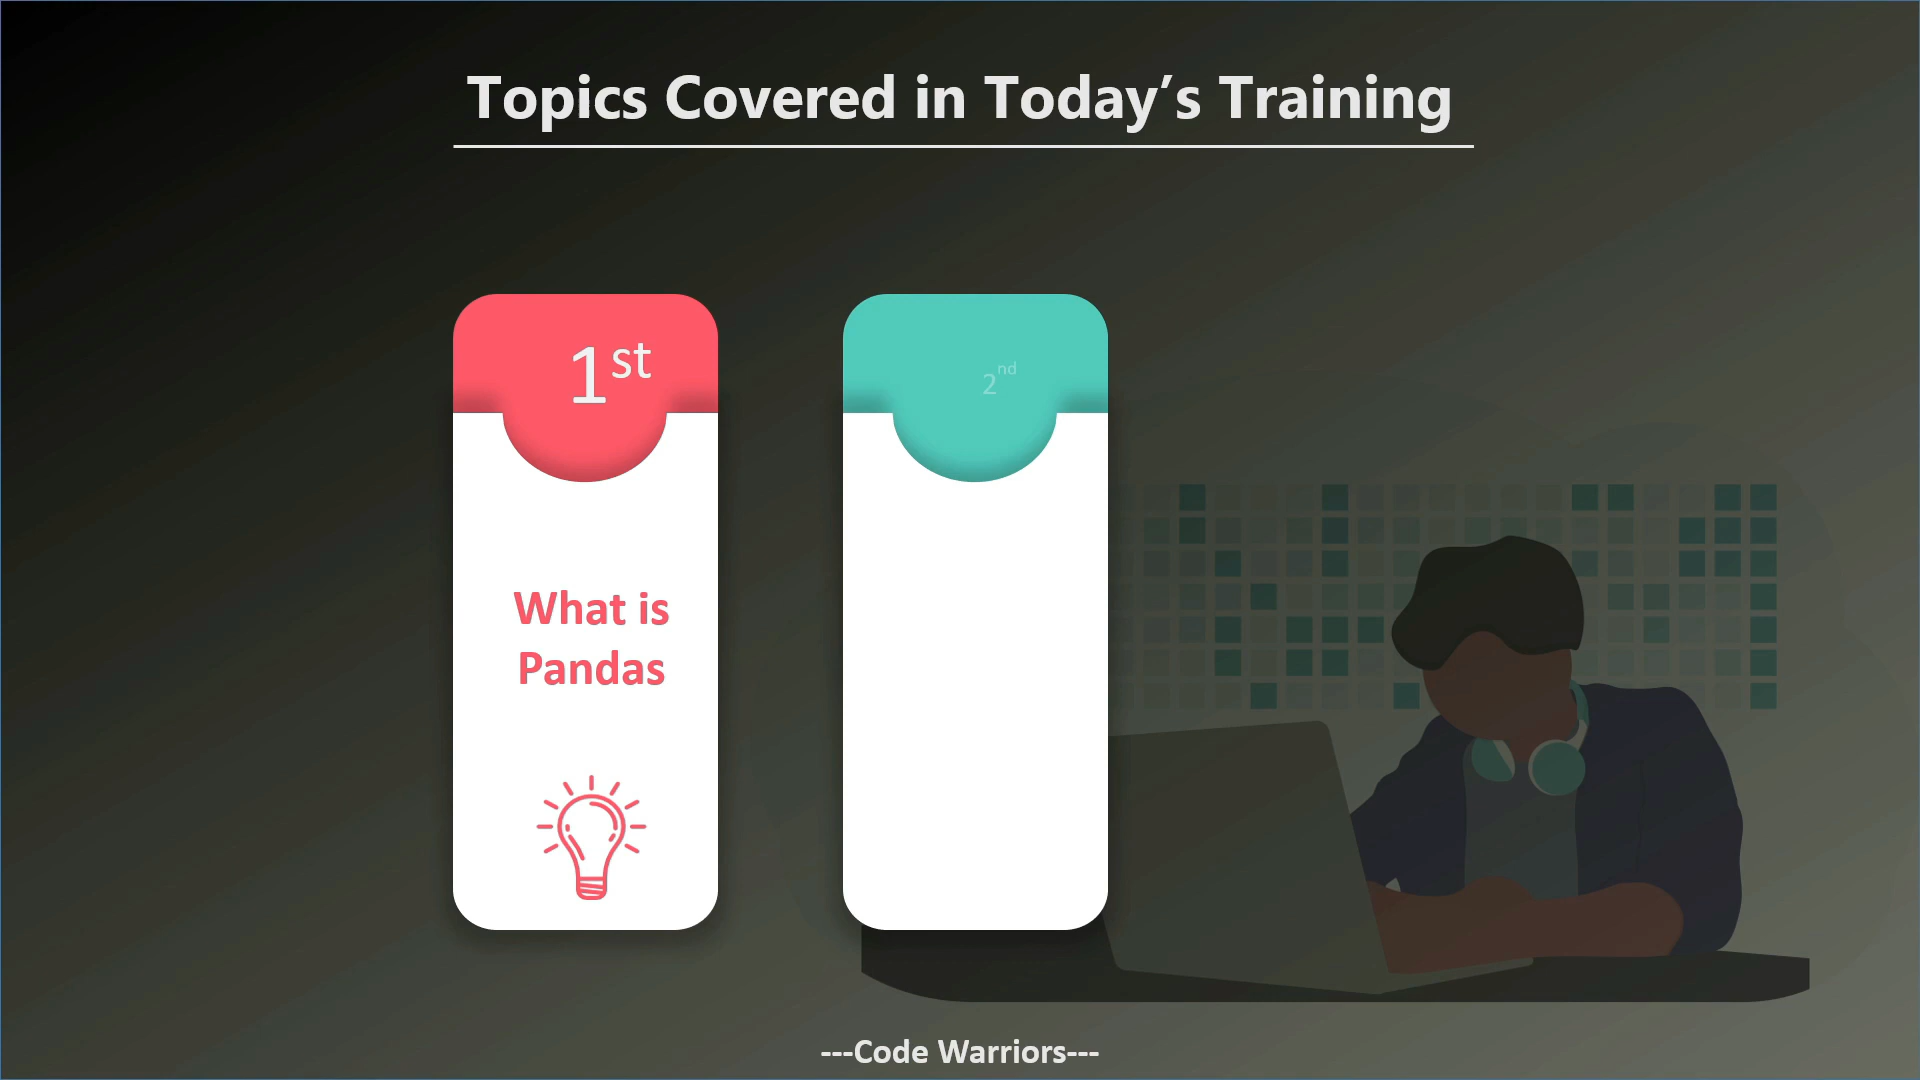 Topics Covered in Today’s Training
1st
2nd
What is
Pandas
---Code Warriors---